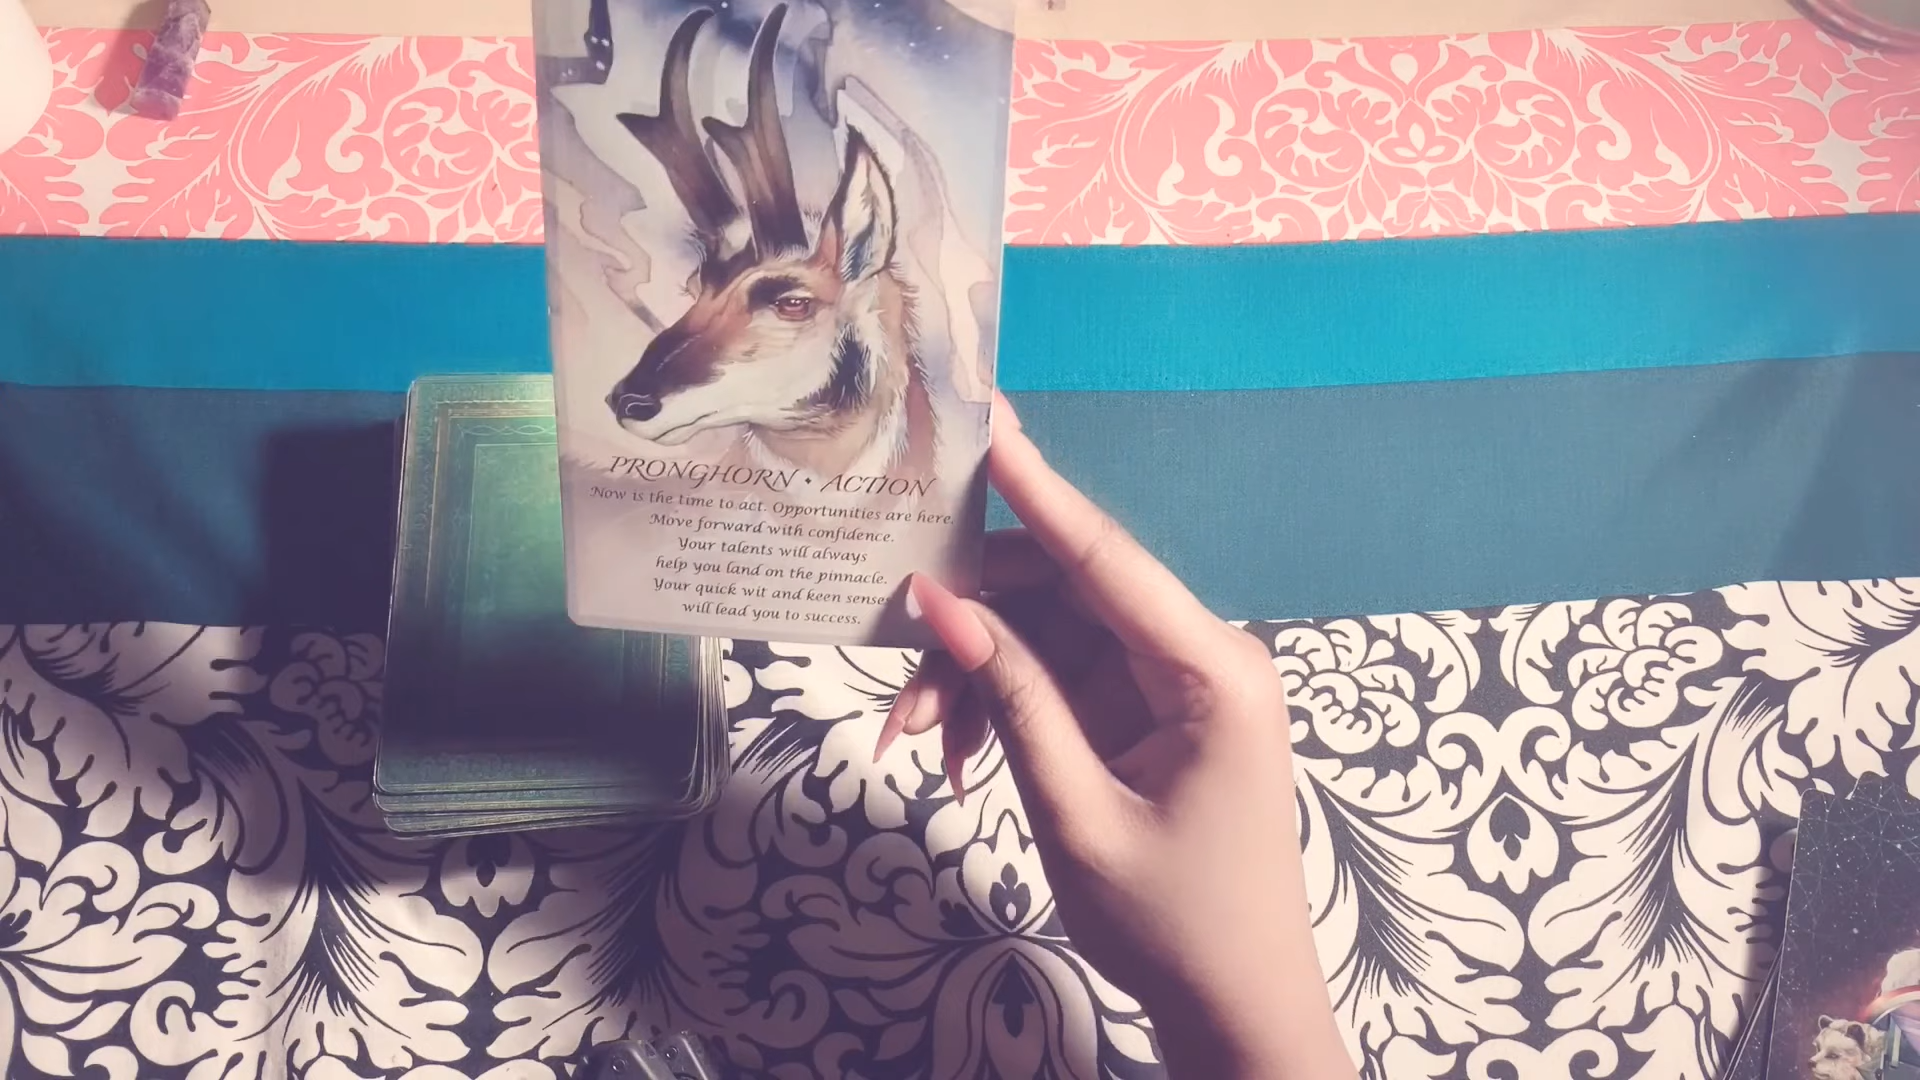 PRONGHORN • ACTION
Now is the time to act. Opportunities are here.
Move forward with confidence.
Your talents will always
help you land on the pinnacle.
Your quick wit and keen senses
will lead you to success.